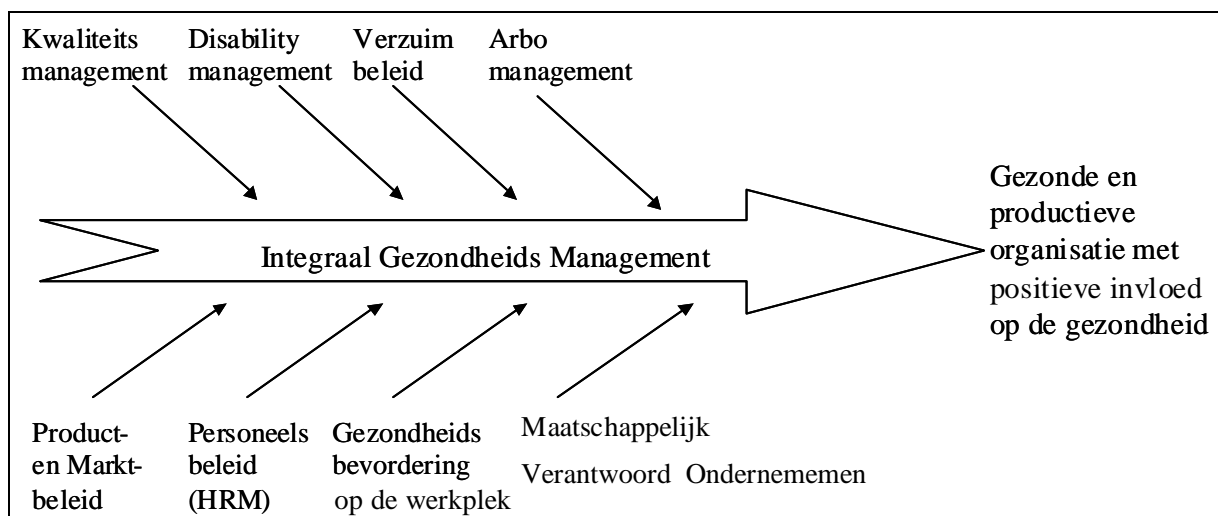 Kwaliteits
management
Disability
management
Verzuim
beleid
Arbo
management
Integraal Gezondheids Management
Gezonde en
productieve
organisatie met
positieve invloed
op de gezondheid
Product-
en Markt-
beleid
Personeels
beleid
(HRM)
Gezondheids
bevordering
op de werkplek
Maatschappelijk
Verantwoord Ondernememen